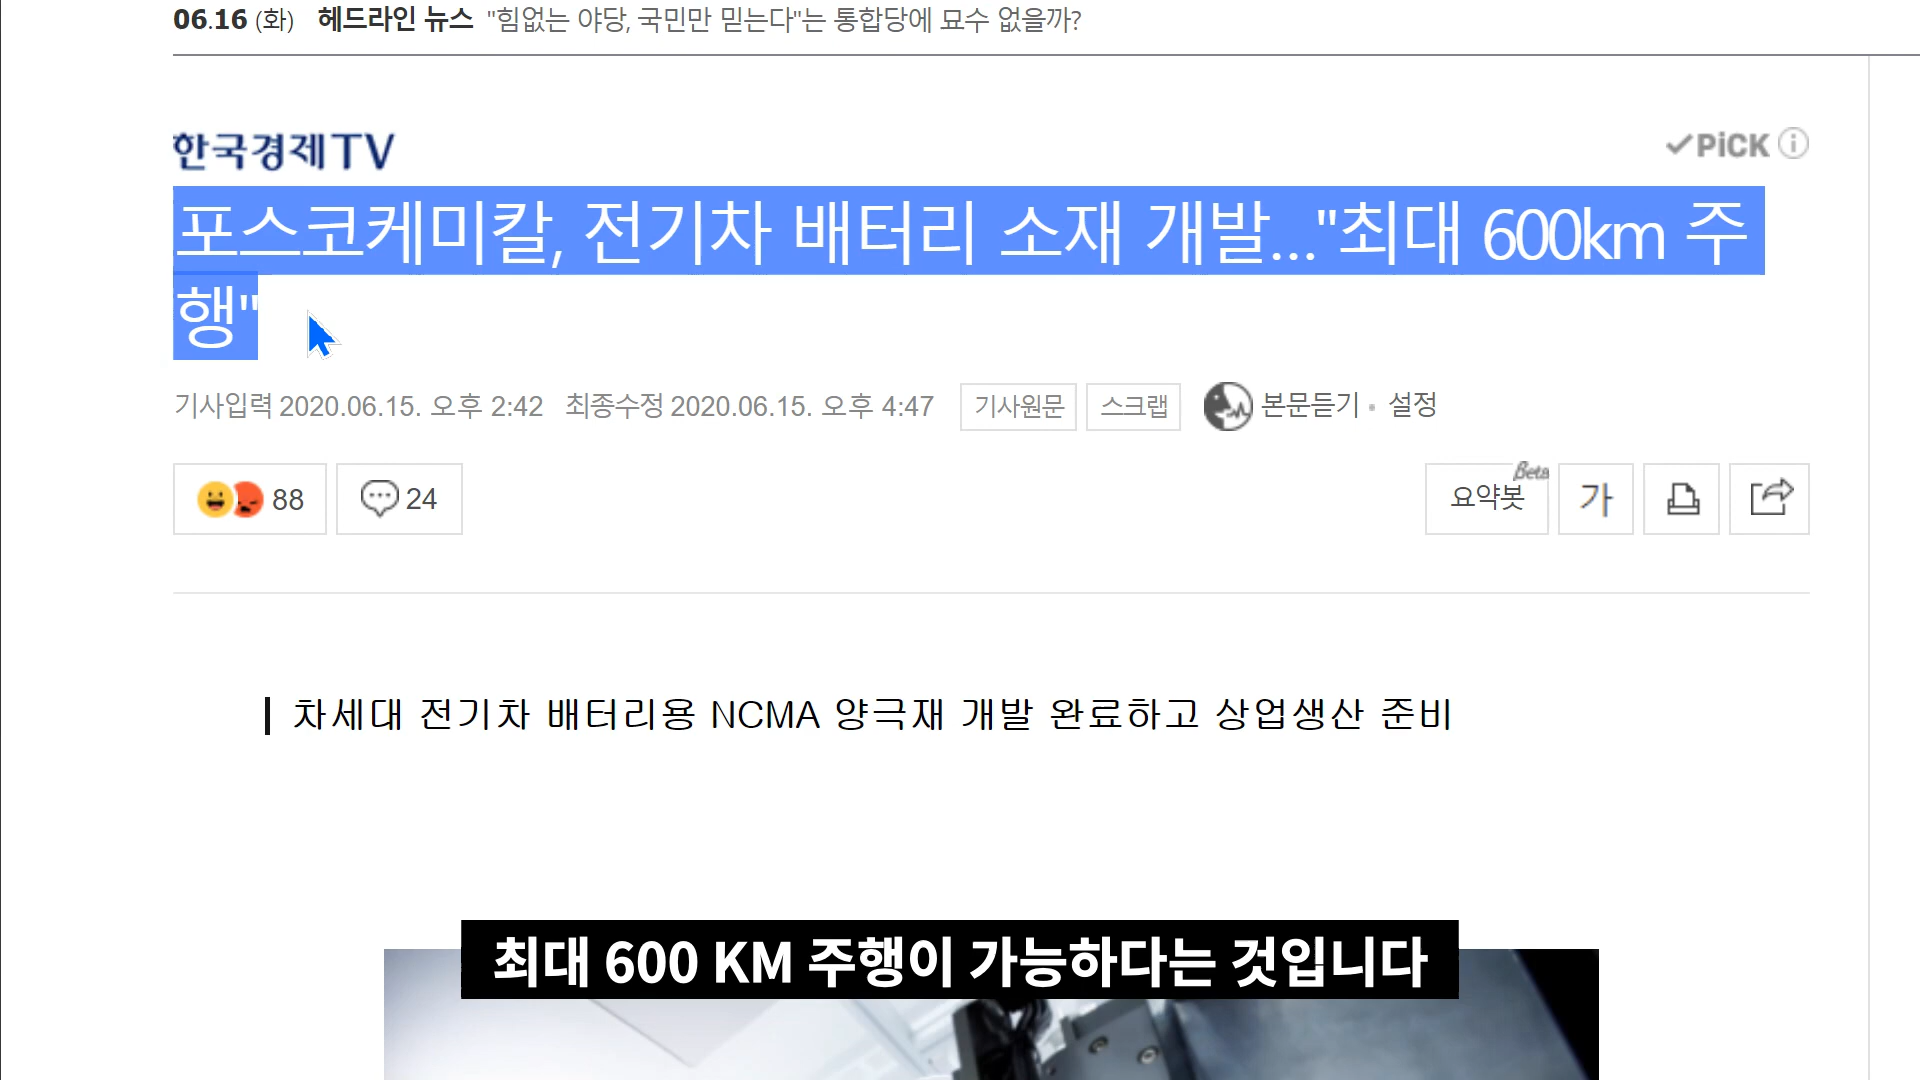 06.16 (화) 헤드라인 뉴스 "힘없는 야당, 국민만 믿는다"는 통합당에 묘수 없을까?
한국경제TV
✓PiCK i
포스코케미칼, 전기차 배터리 소재 개발..."최대 600km 주
행"
기사입력 2020.06.15. 오후 2:42 최종수정 2020.06.15. 오후 4:47 기사원문 스크랩 본문듣기 · 설정
88 24 요약봇 Beta 가
차세대 전기차 배터리용 NCMA 양극재 개발 완료하고 상업생산 준비
최대 600 KM 주행이 가능하다는 것입니다